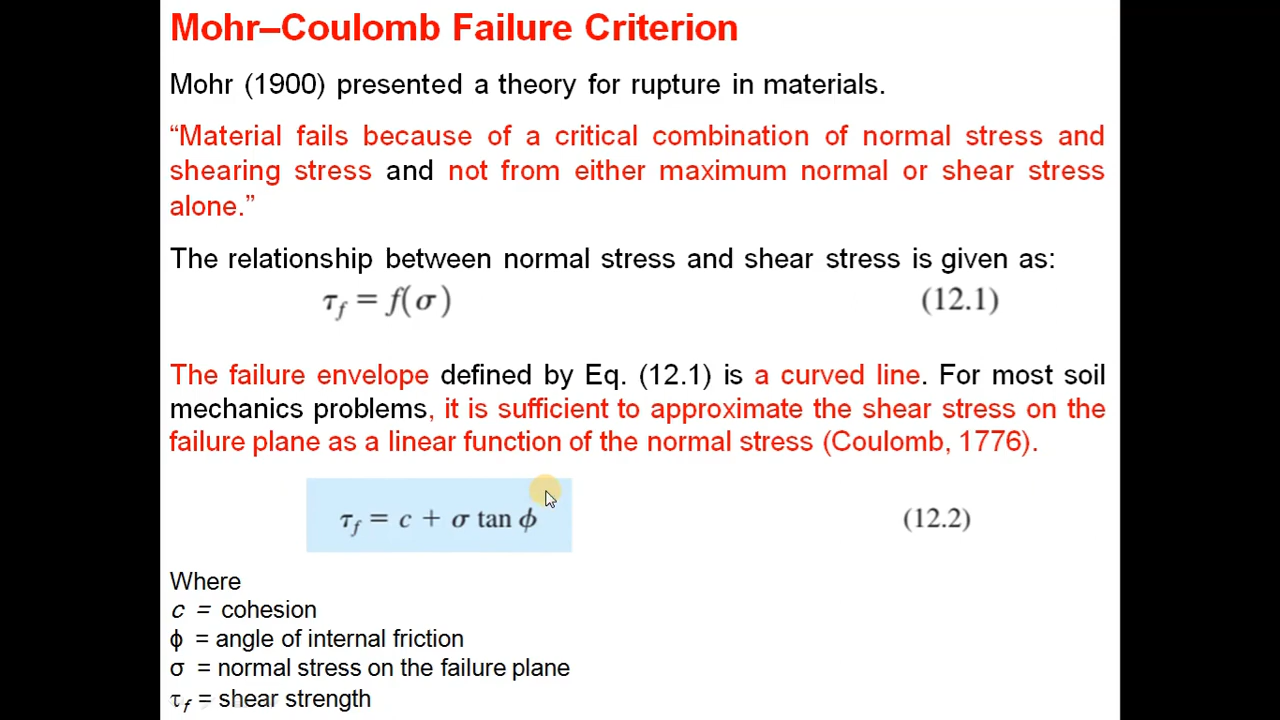 Mohr–Coulomb Failure Criterion
Mohr (1900) presented a theory for rupture in materials.
“Material fails because of a critical combination of normal stress and
shearing stress and not from either maximum normal or shear stress
alone.”
The relationship between normal stress and shear stress is given as:
τf = f(σ) (12.1)
The failure envelope defined by Eq. (12.1) is a curved line. For most soil
mechanics problems, it is sufficient to approximate the shear stress on the
failure plane as a linear function of the normal stress (Coulomb, 1776).
τf = c + σ tan ϕ (12.2)
Where
c = cohesion
ϕ = angle of internal friction
σ = normal stress on the failure plane
τf = shear strength